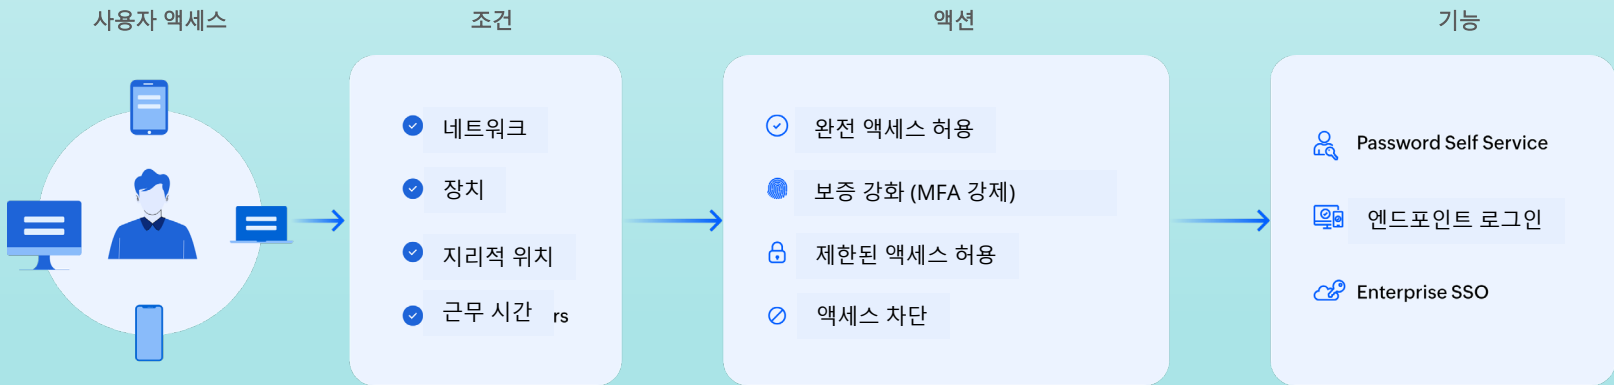 사용자 액세스
조건
액션
기능
네트워크
장치
지리적 위치
근무 시간 rs
완전 액세스 허용
보증 강화 (MFA 강제)
제한된 액세스 허용
액세스 차단
Password Self Service
엔드포인트 로그인
Enterprise SSO